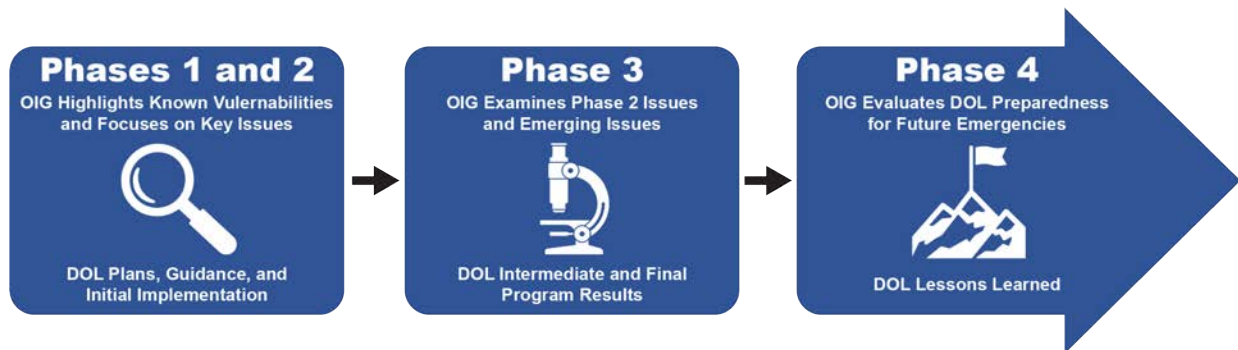 Phases 1 and 2
OIG Highlights Known Vulernabilities
and Focuses on Key Issues
DOL Plans, Guidance, and
Initial Implementation
Phase 3
OIG Examines Phase 2 Issues
and Emerging Issues
DOL Intermediate and Final
Program Results
Phase 4
OIG Evaluates DOL Preparedness
for Future Emergencies
DOL Lessons Learned